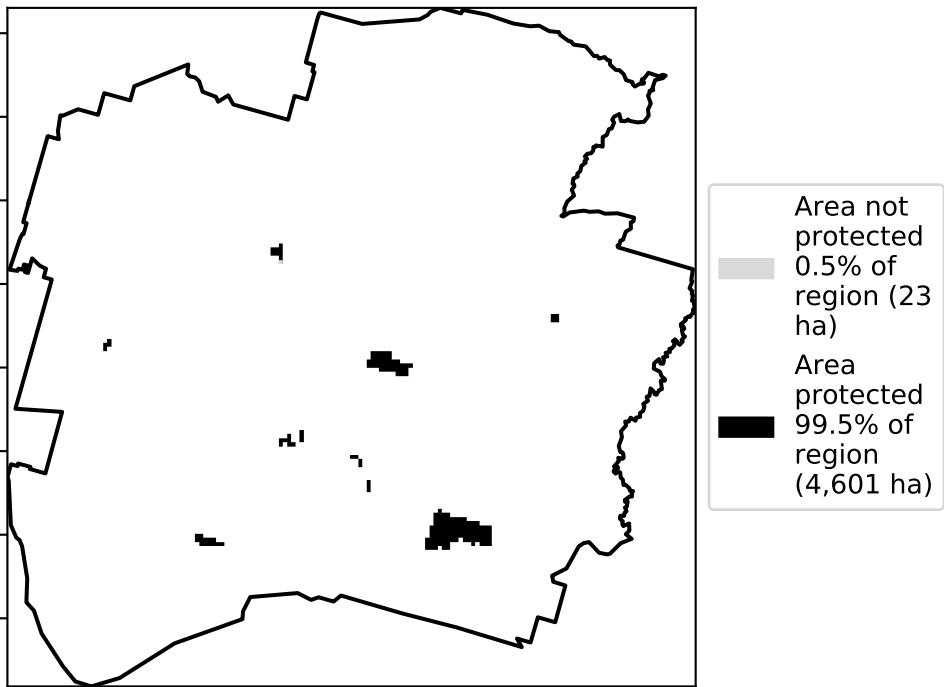 Area not
protected
0.5% of
region (23
ha)
Area
protected
99.5% of
region
(4,601 ha)